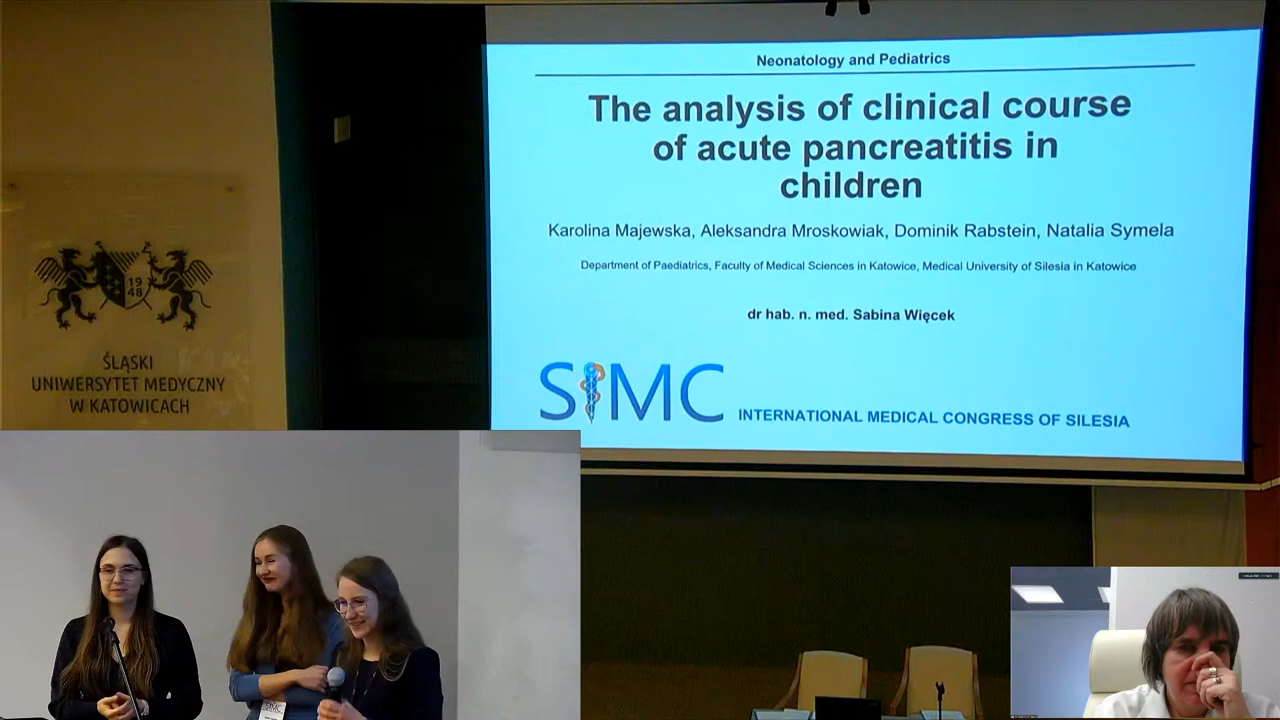 Neonatology and Pediatrics
The analysis of clinical course
of acute pancreatitis in
children
Karolina Majewska, Aleksandra Mroskowiak, Dominik Rabstein, Natalia Symela
Department of Paediatrics, Faculty of Medical Sciences in Katowice, Medical University of Silesia in Katowice
dr hab. n. med. Sabina Więcek
SIMC INTERNATIONAL MEDICAL CONGRESS OF SILESIA
19
48
ŚLĄSKI
UNIWERSYTET MEDYCZNY
W KATOWICACH
SIMC